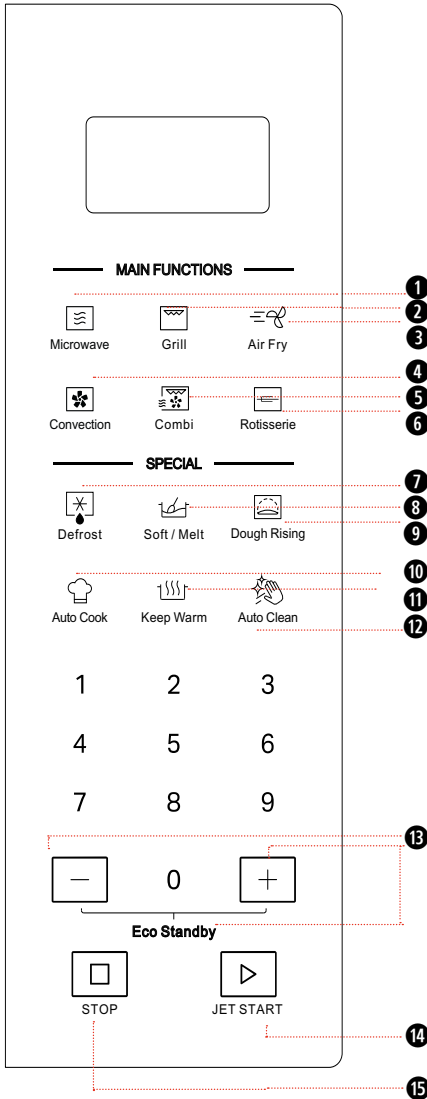 MAIN FUNCTIONS
1
2
Microwave Grill Air Fry
3
4
5
Convection Combi Rotisserie
6
SPECIAL
7
8
Defrost Soft / Melt Dough Rising
9
10
11
Auto Cook Keep Warm Auto Clean
12
1 2 3
4 5 6
7 8 9
13
− 0 +
Eco Standby
STOP JET START
14
15